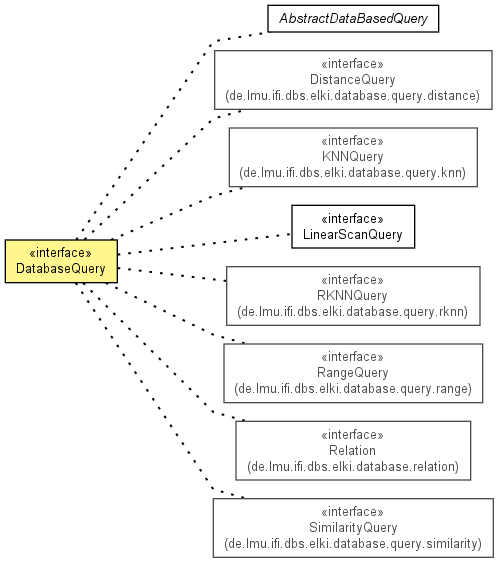 AbstractDataBasedQuery
«interface»
DistanceQuery
(de.lmu.ifi.dbs.elki.database.query.distance)
«interface»
KNNQuery
(de.lmu.ifi.dbs.elki.database.query.knn)
«interface»
LinearScanQuery
«interface»
DatabaseQuery
«interface»
RKNNQuery
(de.lmu.ifi.dbs.elki.database.query.rknn)
«interface»
RangeQuery
(de.lmu.ifi.dbs.elki.database.query.range)
«interface»
Relation
(de.lmu.ifi.dbs.elki.database.relation)
«interface»
SimilarityQuery
(de.lmu.ifi.dbs.elki.database.query.similarity)